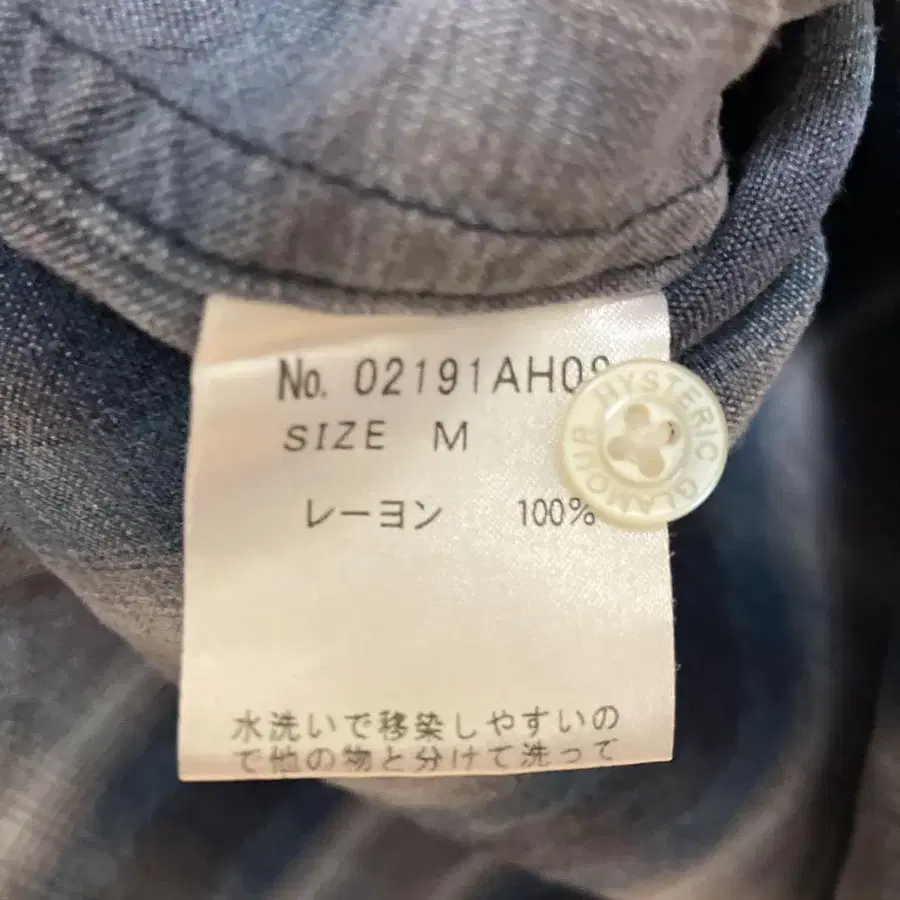 No. 02191AH0
SIZE M
レーヨン 100%
HYSTERIC GLAMOUR
水洗いで移染しやすいの
で他の物と分けて洗って